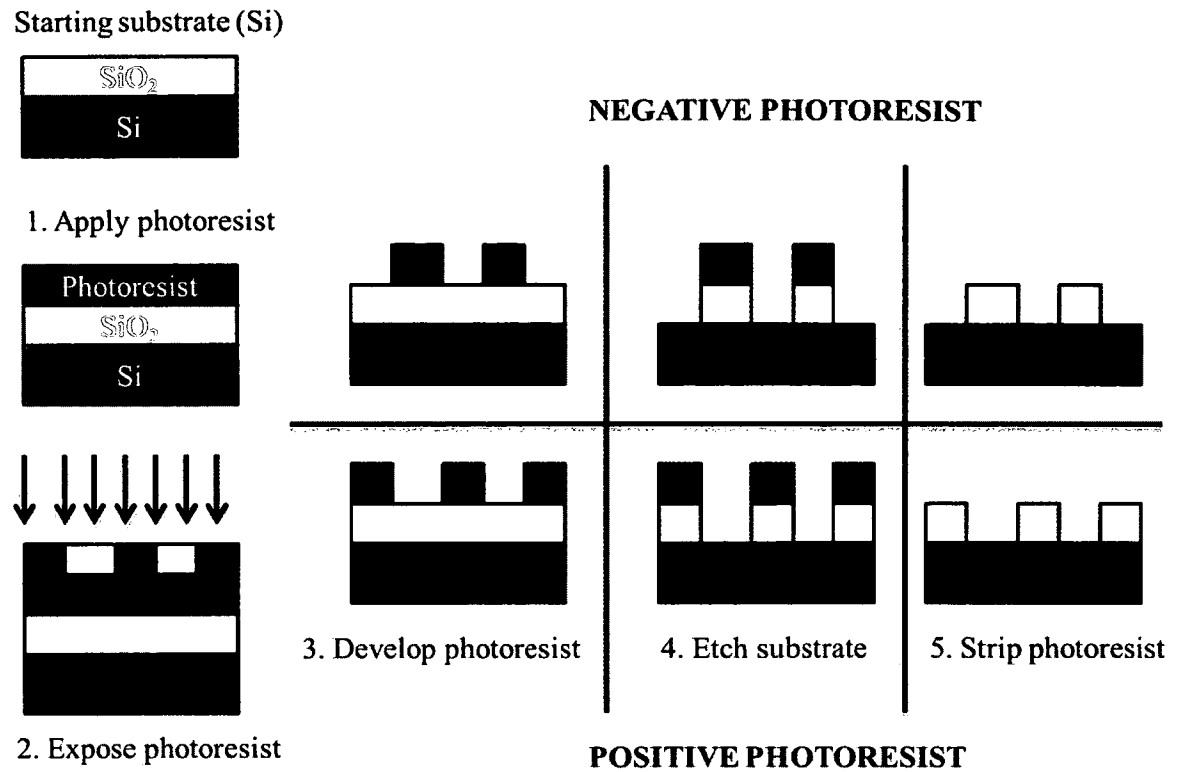 Starting substrate (Si)
SiO₂
Si
NEGATIVE PHOTORESIST
1. Apply photoresist
Photoresist
SiO₂
Si
3. Develop photoresist
4. Etch substrate
5. Strip photoresist
2. Expose photoresist
POSITIVE PHOTORESIST